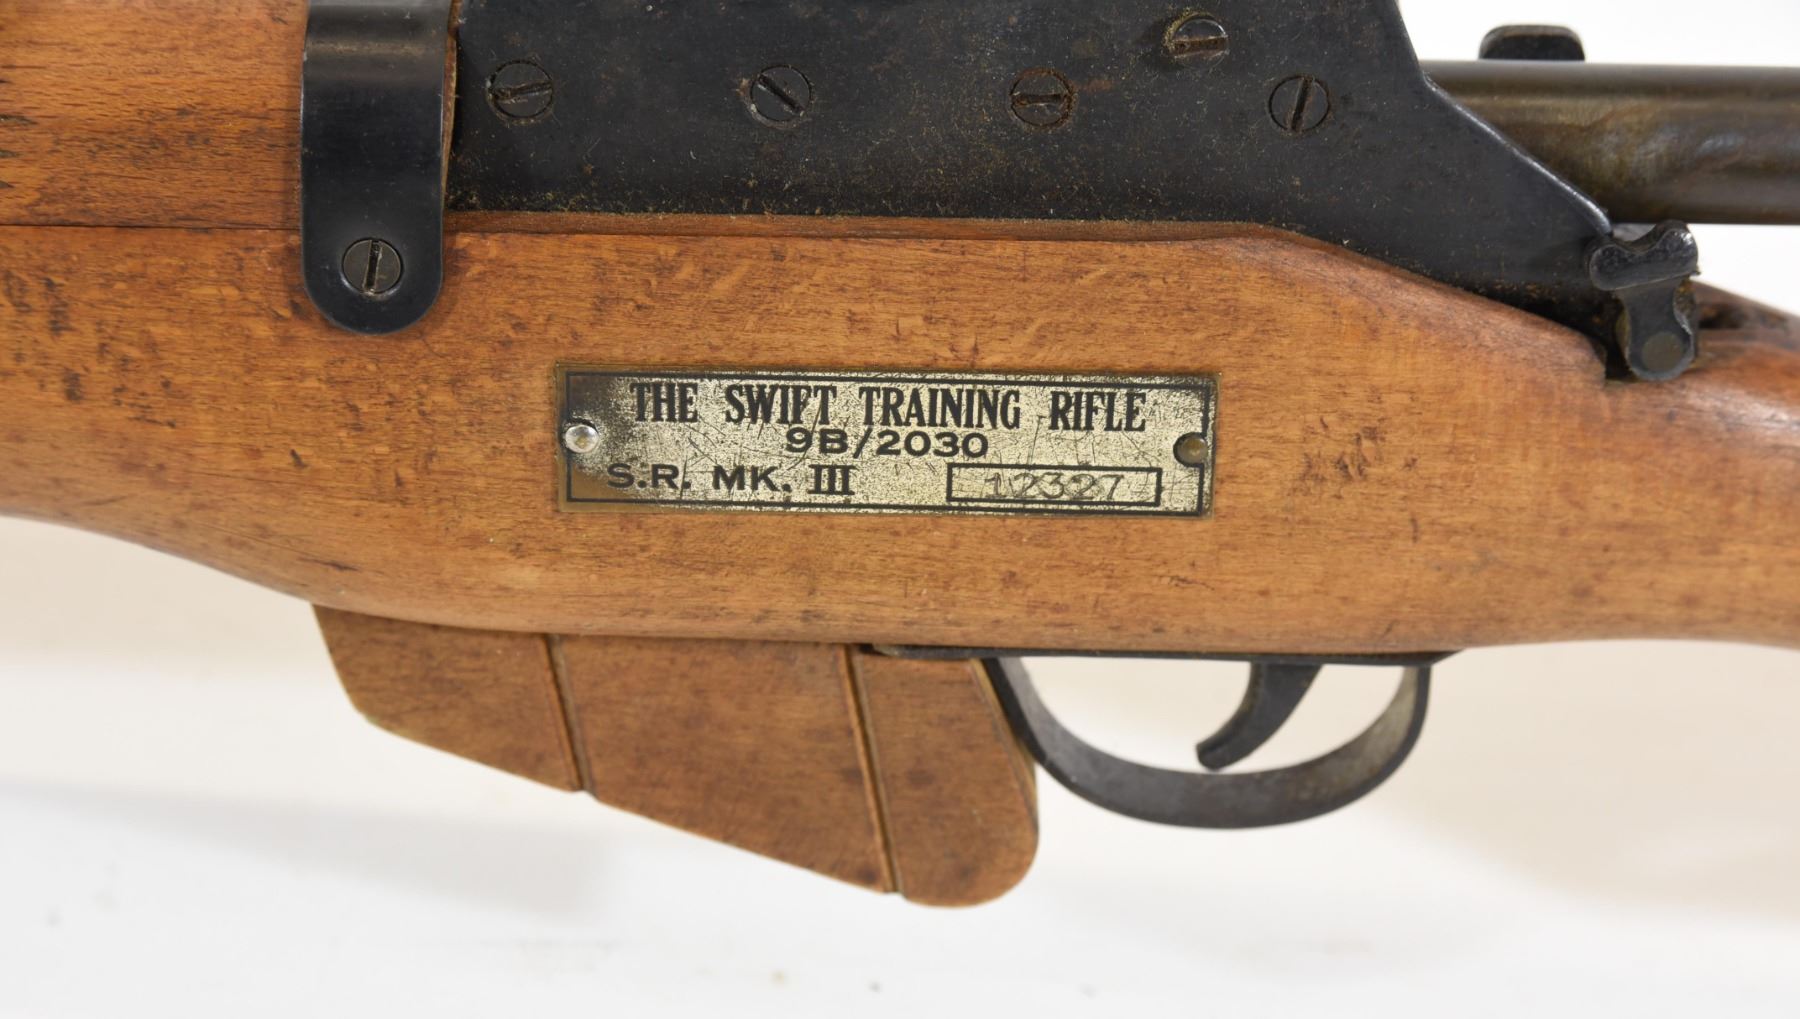 THE SWIFT TRAINING RIFLE
9B/2030
S.R. MK. III 12327